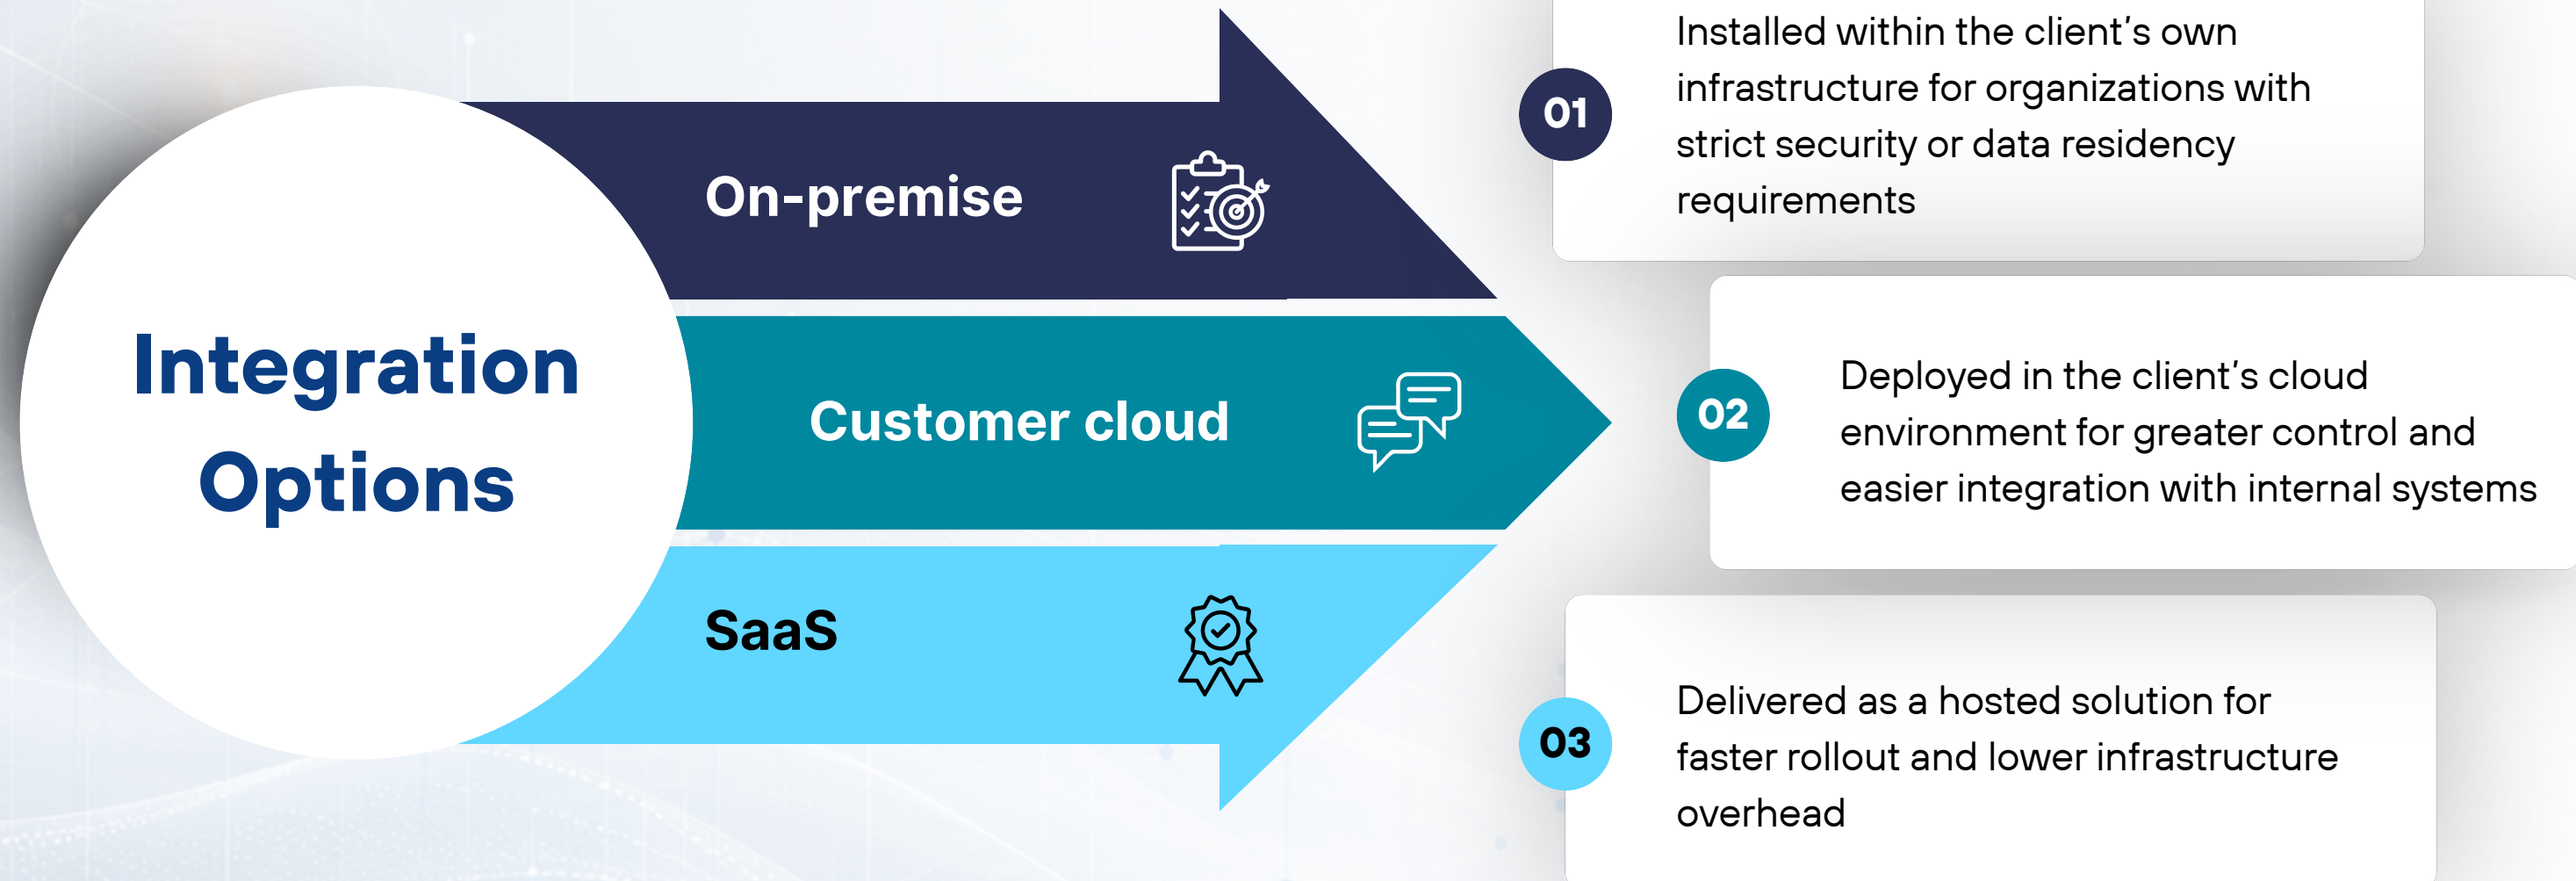 Integration
Options
On-premise
Customer cloud
SaaS
01
Installed within the client's own
infrastructure for organizations with
strict security or data residency
requirements
02
Deployed in the client's cloud
environment for greater control and
easier integration with internal systems
03
Delivered as a hosted solution for
faster rollout and lower infrastructure
overhead